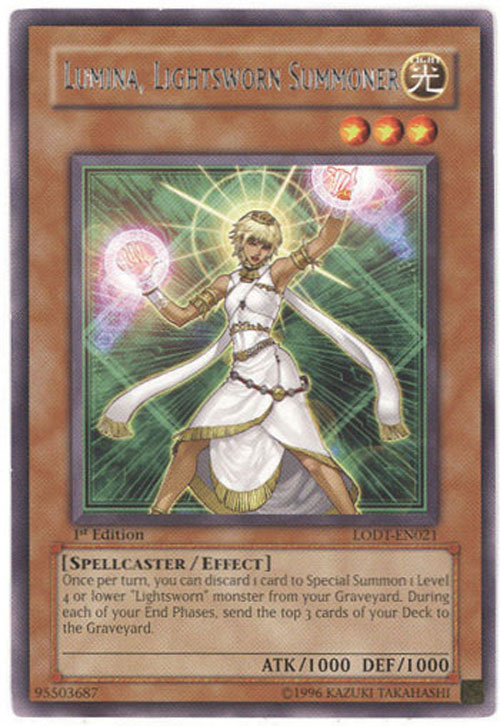 LUMINA, LIGHTSWORN SUMMONER
LIGHT
光
1st Edition
LODT-EN021
[SPELLCASTER / EFFECT]
Once per turn, you can discard 1 card to Special Summon 1 Level
4 or lower "Lightsworn" monster from your Graveyard. During
each of your End Phases, send the top 3 cards of your Deck to
the Graveyard.
ATK/1000 DEF/1000
95503687
©1996 KAZUKI TAKAHASHI